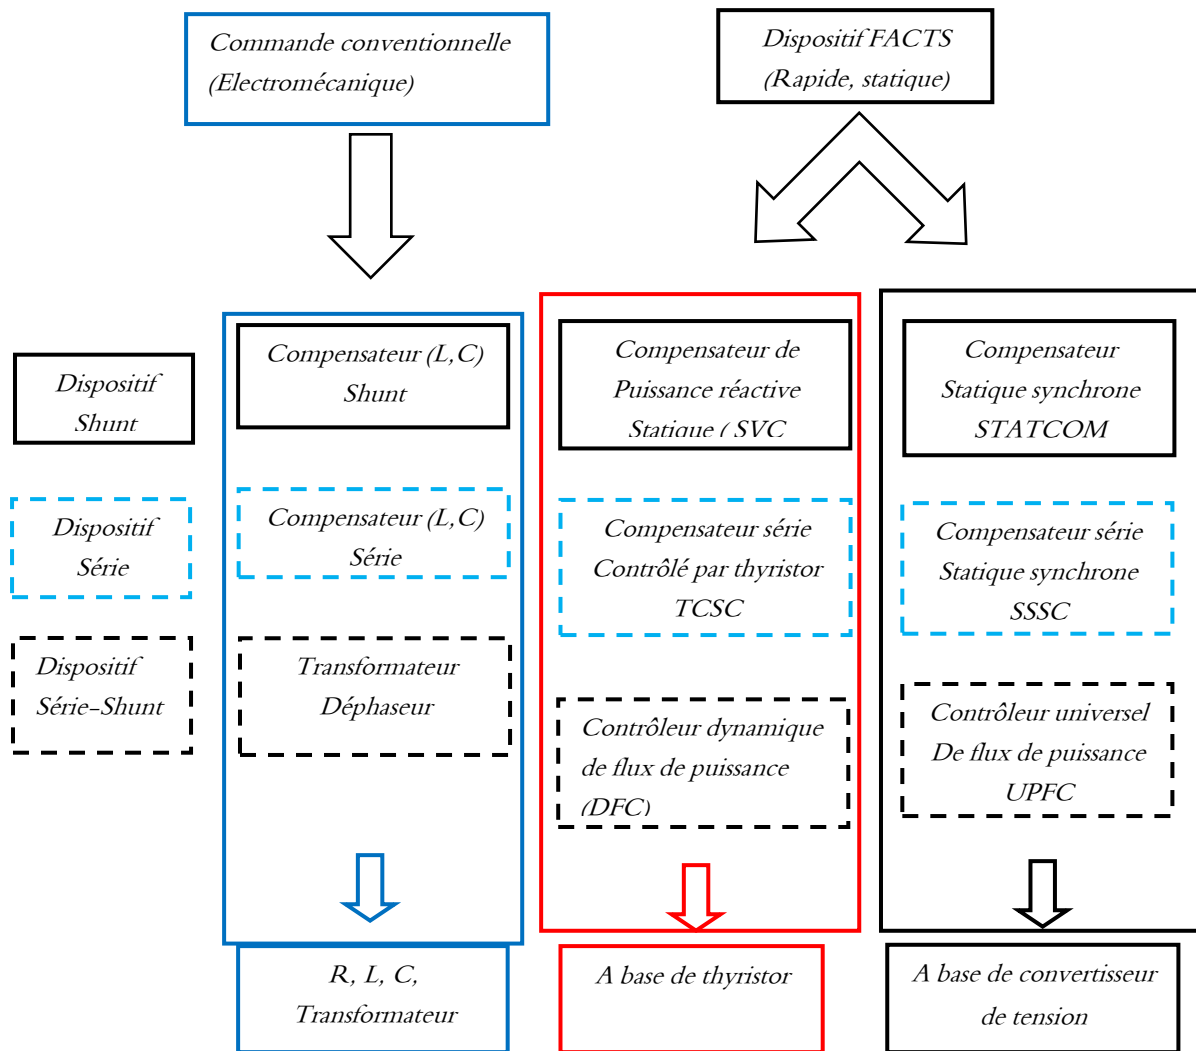 Commande conventionnelle
(Electromécanique)
Dispositif FACTS
(Rapide, statique)
Dispositif
Shunt
Compensateur (L,C)
Shunt
Compensateur de
Puissance réactive
Statique ( SVC
Compensateur
Statique synchrone
STATCOM
Dispositif
Série
Compensateur (L,C)
Série
Compensateur série
Contrôlé par thyristor
TCSC
Compensateur série
Statique synchrone
SSSC
Dispositif
Série-Shunt
Transformateur
Déphaseur
Contrôleur dynamique
de flux de puissance
(DFC)
Contrôleur universel
De flux de puissance
UPFC
R, L, C,
Transformateur
A base de thyristor
A base de convertisseur
de tension